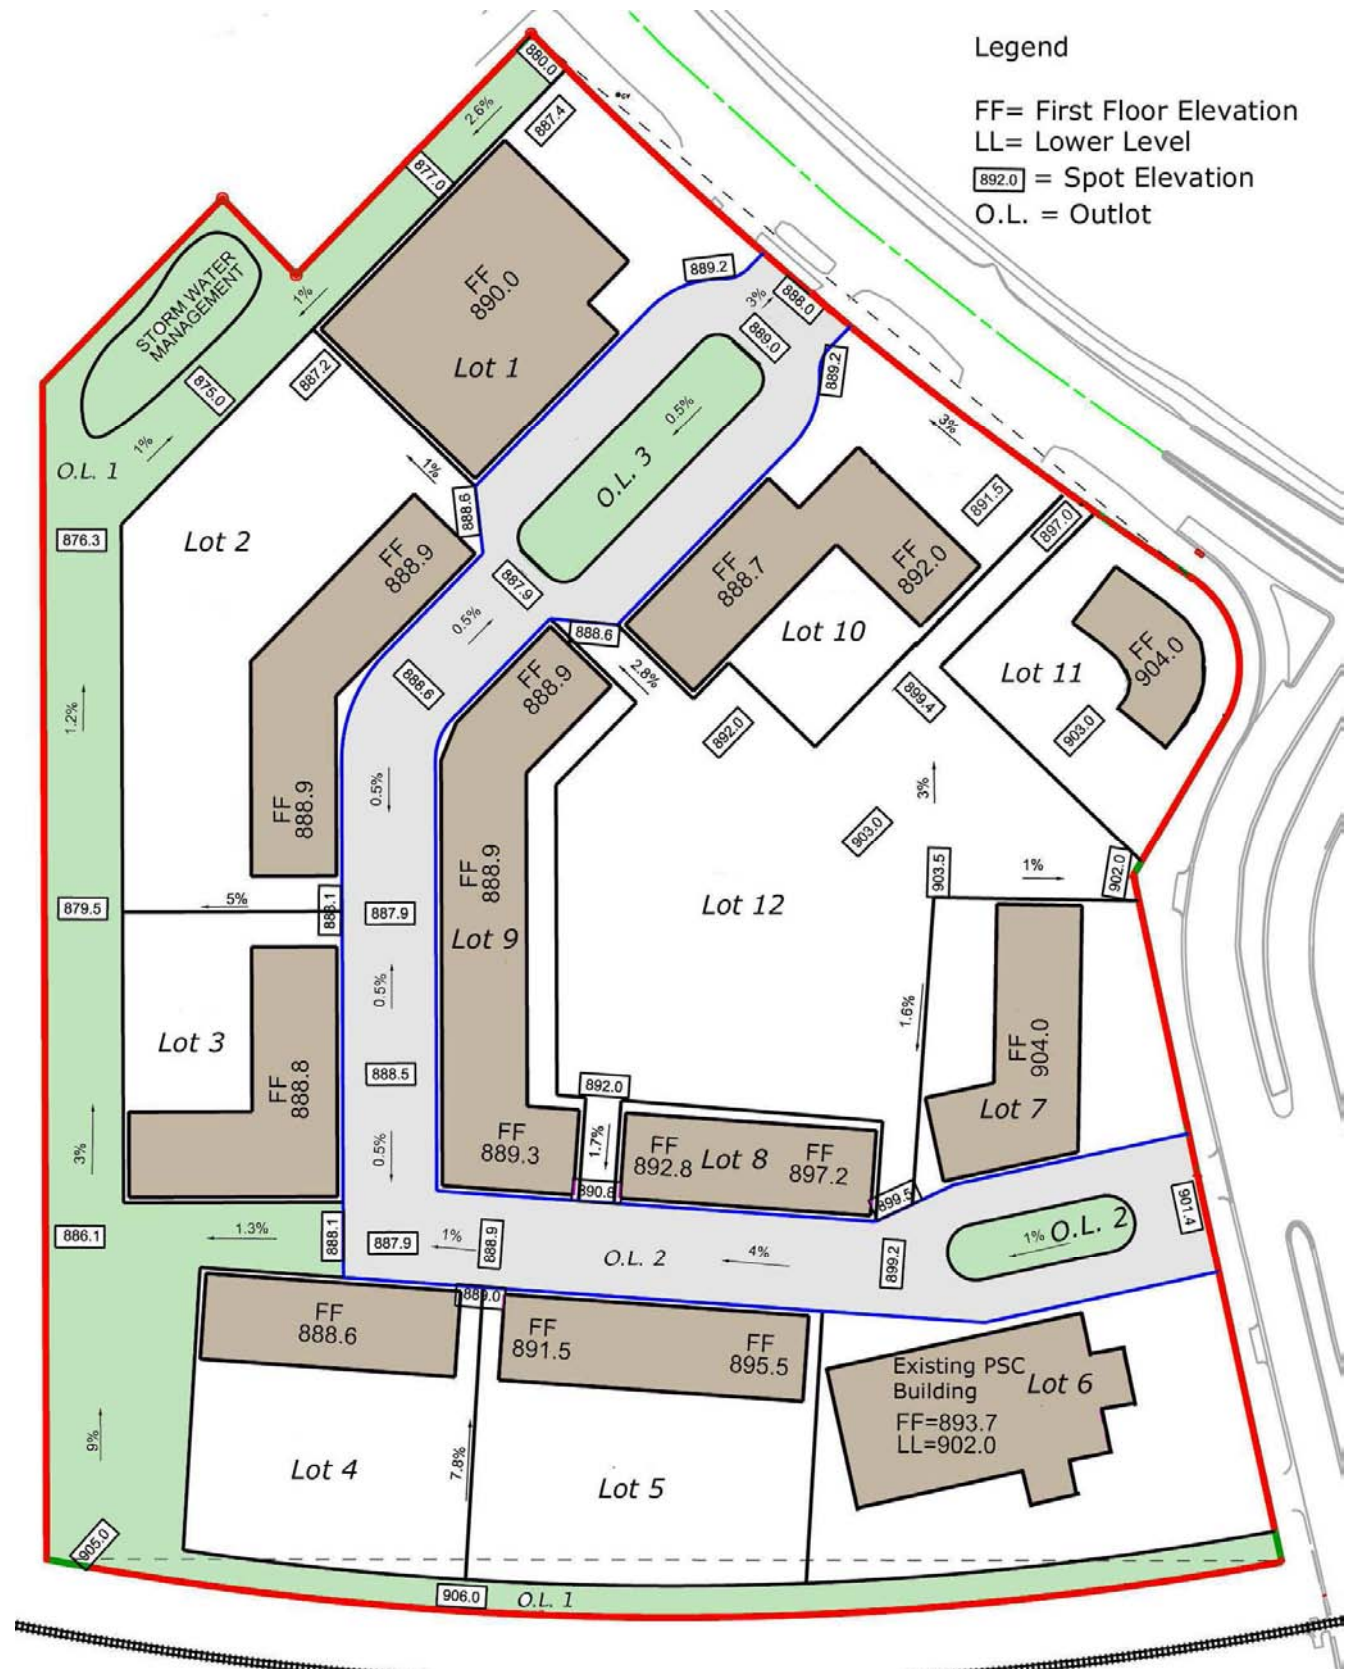 Legend
FF= First Floor Elevation
LL= Lower Level
892.0 = Spot Elevation
O.L. = Outlot
880.0
2.6%
887.4
877.0
FF
890.0
Lot 1
1%
STORM WATER
MANAGEMENT
875.0
887.2
1%
O.L. 1
889.2
3%
888.0
889.0
889.2
0.5%
O.L. 3
3%
1%
888.6
876.3
Lot 2
FF
888.9
887.9
0.5%
888.6
FF
888.7
FF
892.0
891.5
897.0
Lot 10
Lot 11
FF
904.0
903.0
888.6
2.8%
FF
888.9
892.0
899.4
1.2%
888.6
0.5%
FF
888.9
3%
903.0
903.5
1%
902.0
879.5
5%
888.1
887.9
FF
888.9
Lot 9
Lot 12
0.5%
1.6%
Lot 3
FF
888.8
888.5
FF
904.0
Lot 7
892.0
3%
0.5%
FF
889.3
1.7%
FF
892.8
Lot 8
FF
897.2
890.8
899.5
901.4
886.1
1.3%
888.1
887.9
1%
888.9
O.L. 2
4%
899.2
1%
O.L. 2
889.0
FF
888.6
FF
891.5
FF
895.5
Existing PSC
Building
Lot 6
FF=893.7
LL=902.0
9%
Lot 4
7.8%
Lot 5
905.0
906.0
O.L. 1